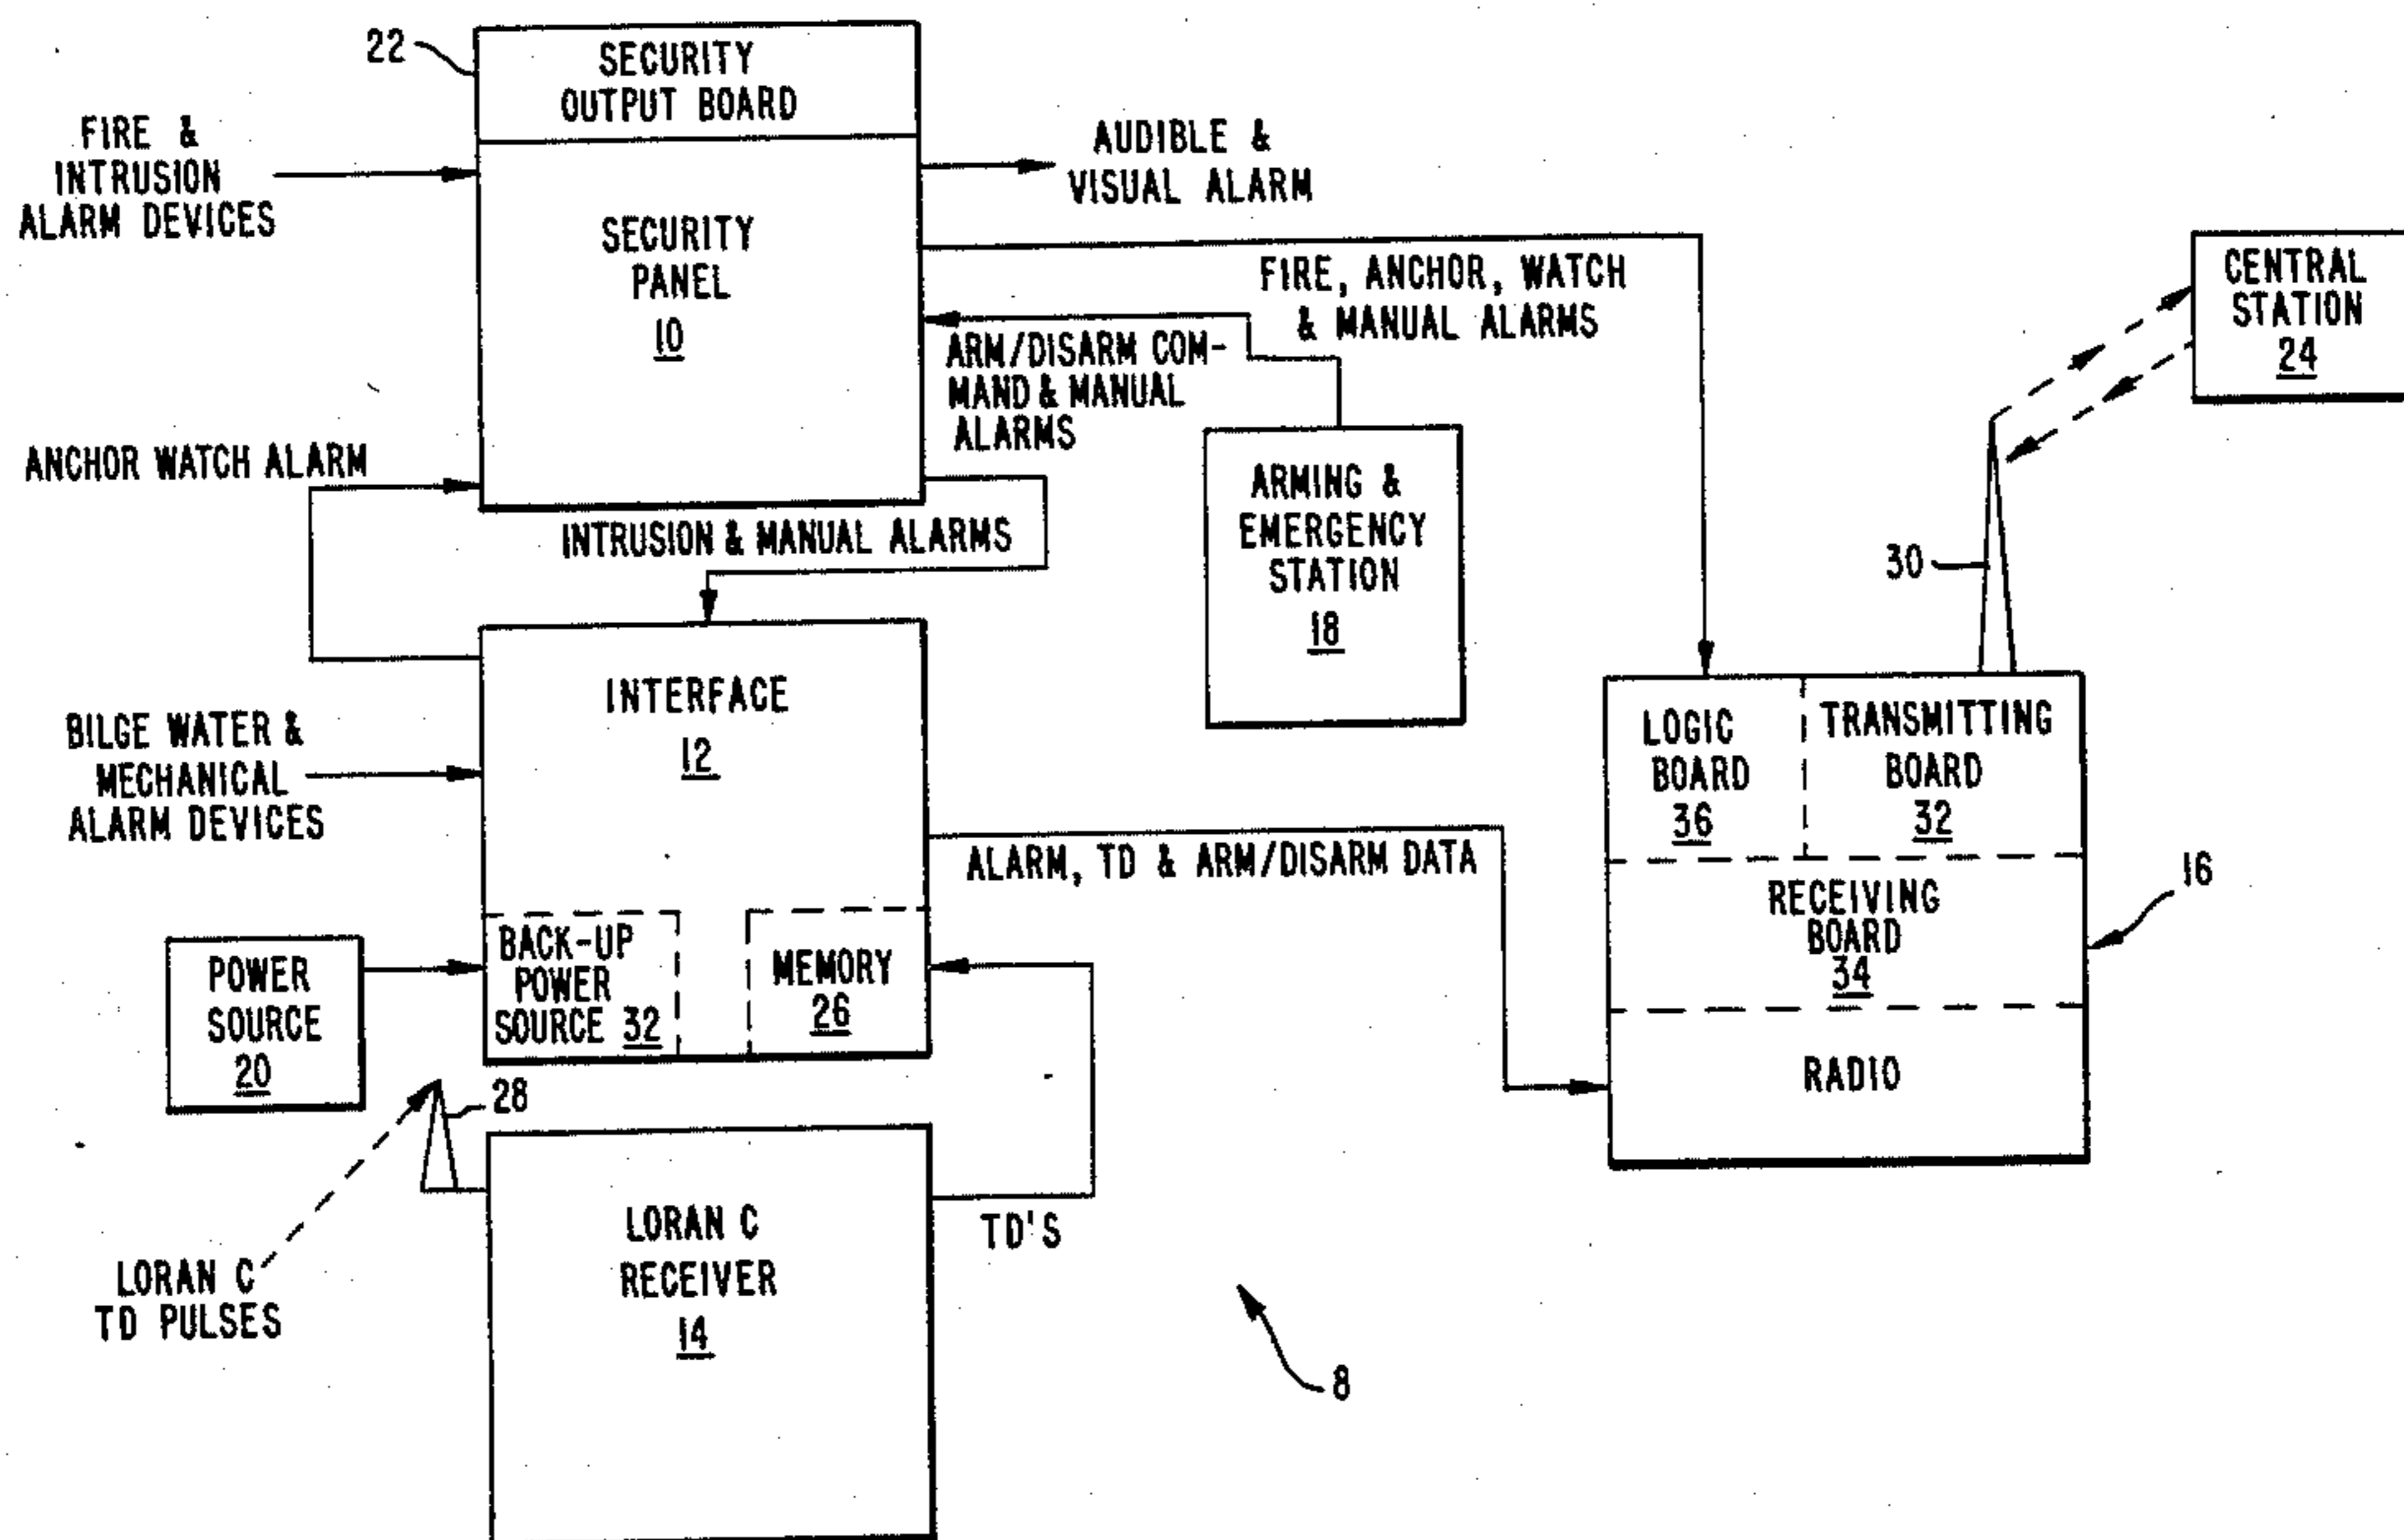 22
SECURITY
OUTPUT BOARD
FIRE &
INTRUSION
ALARM DEVICES
AUDIBLE &
VISUAL ALARM
SECURITY
PANEL
10
FIRE, ANCHOR, WATCH
& MANUAL ALARMS
CENTRAL
STATION
24
ARM/DISARM COM-
MAND & MANUAL
ALARMS
ANCHOR WATCH ALARM
ARMING &
EMERGENCY
STATION
18
INTRUSION & MANUAL ALARMS
30
INTERFACE
12
BILGE WATER &
MECHANICAL
ALARM DEVICES
LOGIC
BOARD
36
TRANSMITTING
BOARD
32
ALARM, TD & ARM/DISARM DATA
RECEIVING
BOARD
34
16
POWER
SOURCE
20
BACK-UP
POWER
SOURCE 32
MEMORY
26
RADIO
28
LORAN C
RECEIVER
14
TD'S
LORAN C
TD PULSES
8